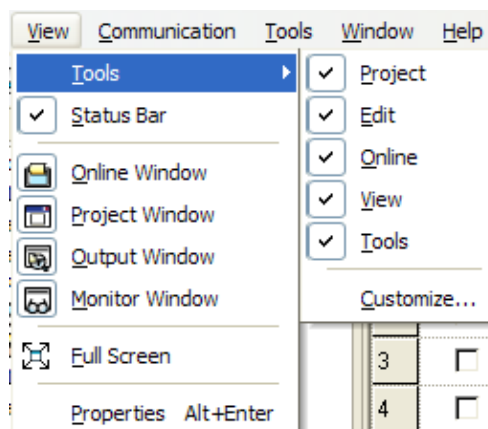 View Communication Tools Window Help
Tools
Status Bar
Online Window
Project Window
Output Window
Monitor Window
Full Screen
Properties Alt+Enter
Project
Edit
Online
View
Tools
Customize...
3
4